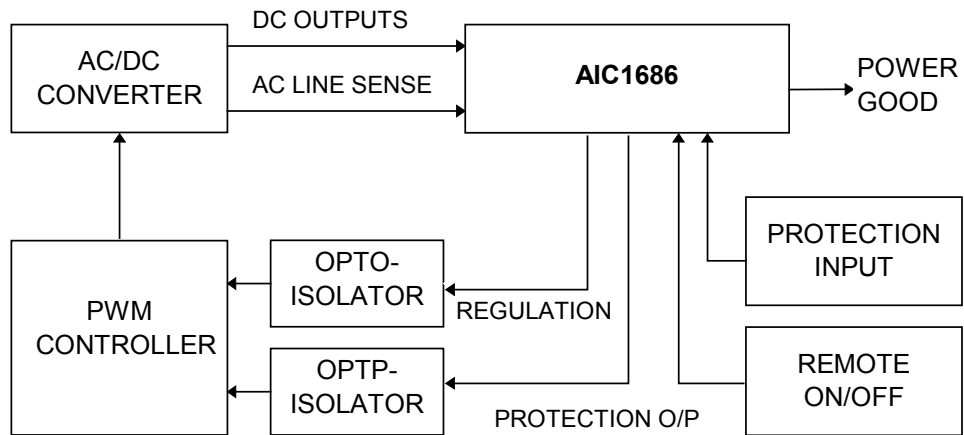 DC OUTPUTS
AC/DC
CONVERTER
AC LINE SENSE
AIC1686
POWER
GOOD
PROTECTION
INPUT
OPTO-
ISOLATOR
REGULATION
PWM
CONTROLLER
OPTP-
ISOLATOR
PROTECTION O/P
REMOTE
ON/OFF